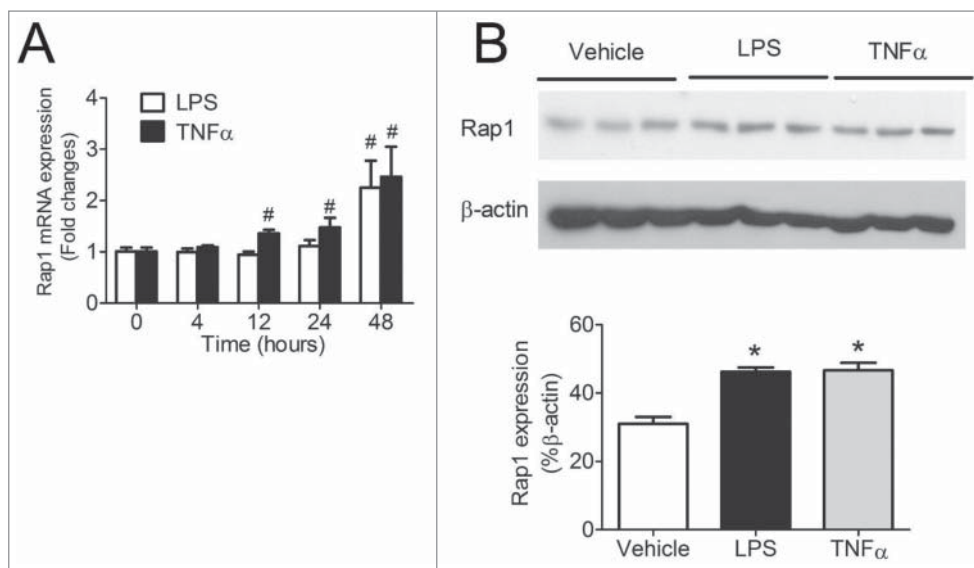 A
LPS
TNFα
Rap1 mRNA expression
(Fold changes)
4
3
2
1
0
# # # #
0 4 12 24 48
Time (hours)
B
Vehicle LPS TNFα
Rap1
β-actin
Rap1 expression
(%β-actin)
60
40
20
0
* *
Vehicle LPS TNFα